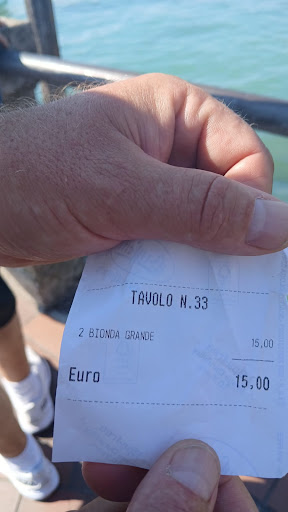 TAVOLO N.33
2 BIONDA GRANDE 15,00
Euro 15,00